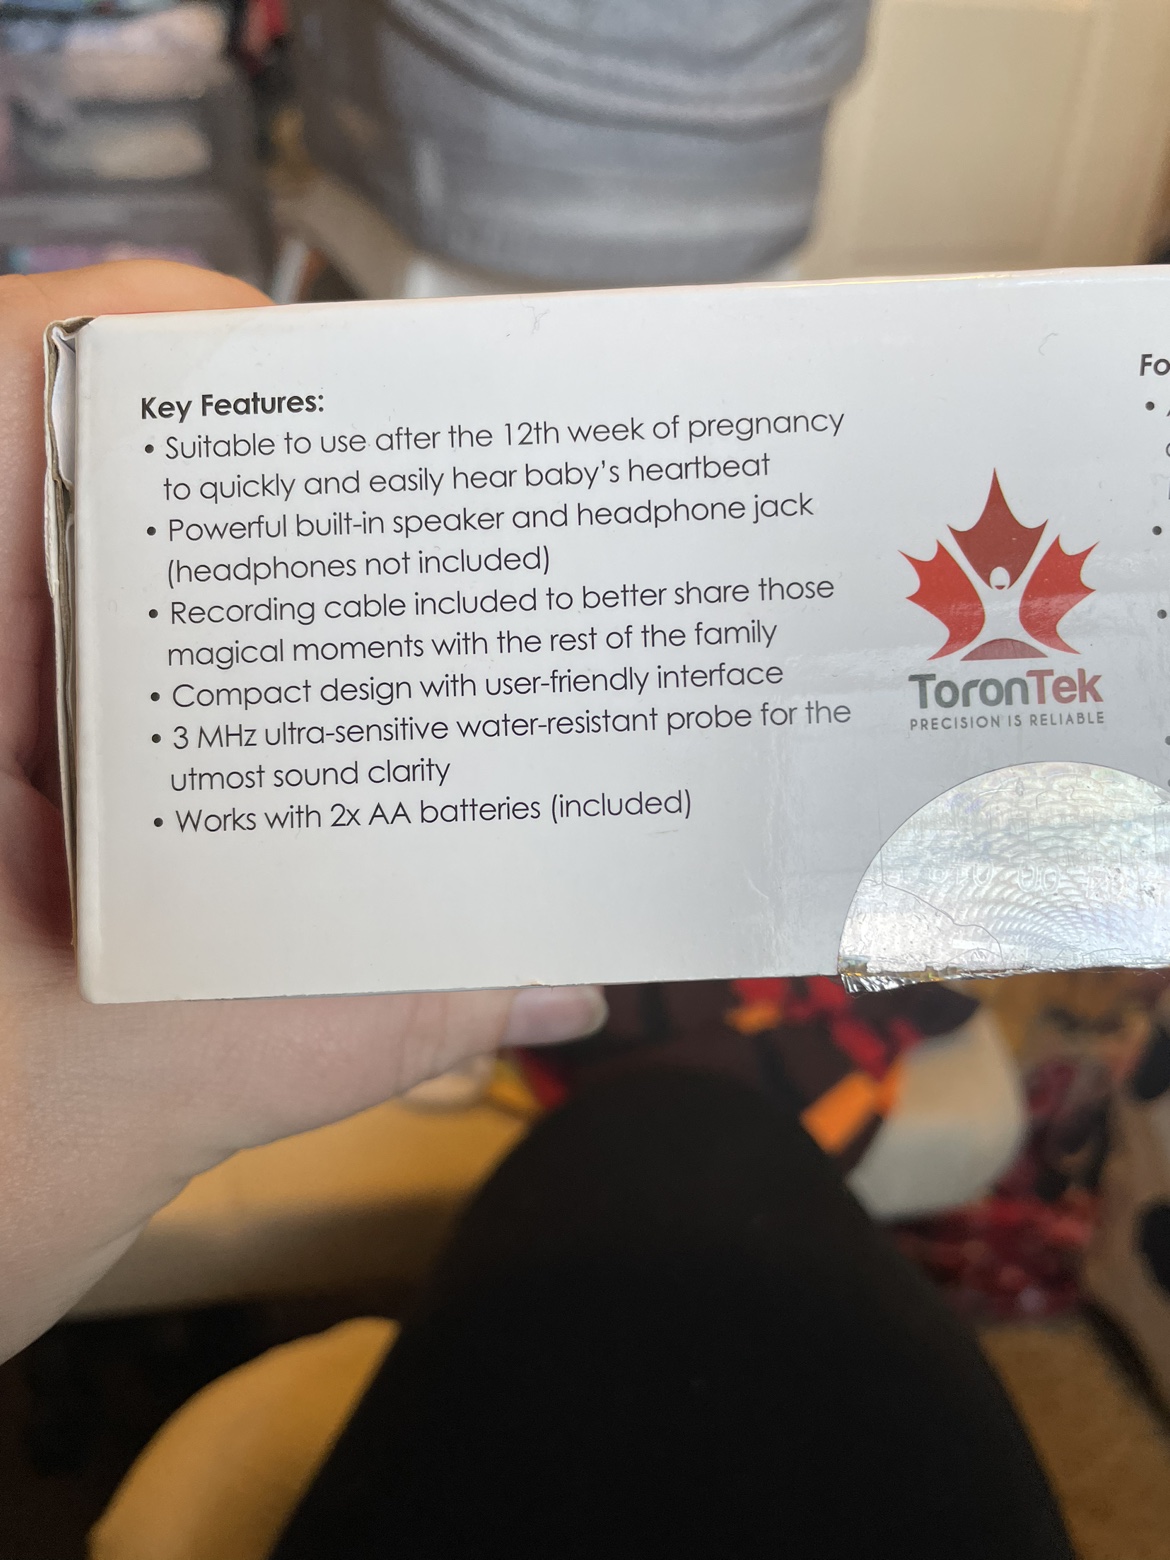 Key Features:
• Suitable to use after the 12th week of pregnancy
to quickly and easily hear baby's heartbeat
• Powerful built-in speaker and headphone jack
(headphones not included)
• Recording cable included to better share those
magical moments with the rest of the family
• Compact design with user-friendly interface
• 3 MHz ultra-sensitive water-resistant probe for the
utmost sound clarity
• Works with 2x AA batteries (included)
ToronTek
PRECISION IS RELIABLE
Fo